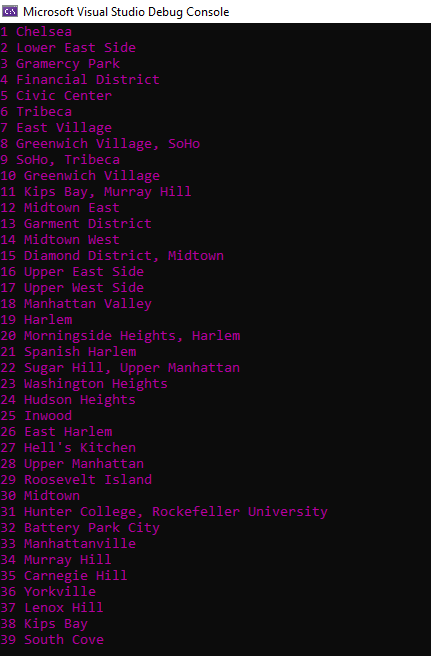 Microsoft Visual Studio Debug Console
1 Chelsea
2 Lower East Side
3 Gramercy Park
4 Financial District
5 Civic Center
6 Tribeca
7 East Village
8 Greenwich Village, SoHo
9 SoHo, Tribeca
10 Greenwich Village
11 Kips Bay, Murray Hill
12 Midtown East
13 Garment District
14 Midtown West
15 Diamond District, Midtown
16 Upper East Side
17 Upper West Side
18 Manhattan Valley
19 Harlem
20 Morningside Heights, Harlem
21 Spanish Harlem
22 Sugar Hill, Upper Manhattan
23 Washington Heights
24 Hudson Heights
25 Inwood
26 East Harlem
27 Hell's Kitchen
28 Upper Manhattan
29 Roosevelt Island
30 Midtown
31 Hunter College, Rockefeller University
32 Battery Park City
33 Manhattanville
34 Murray Hill
35 Carnegie Hill
36 Yorkville
37 Lenox Hill
38 Kips Bay
39 South Cove